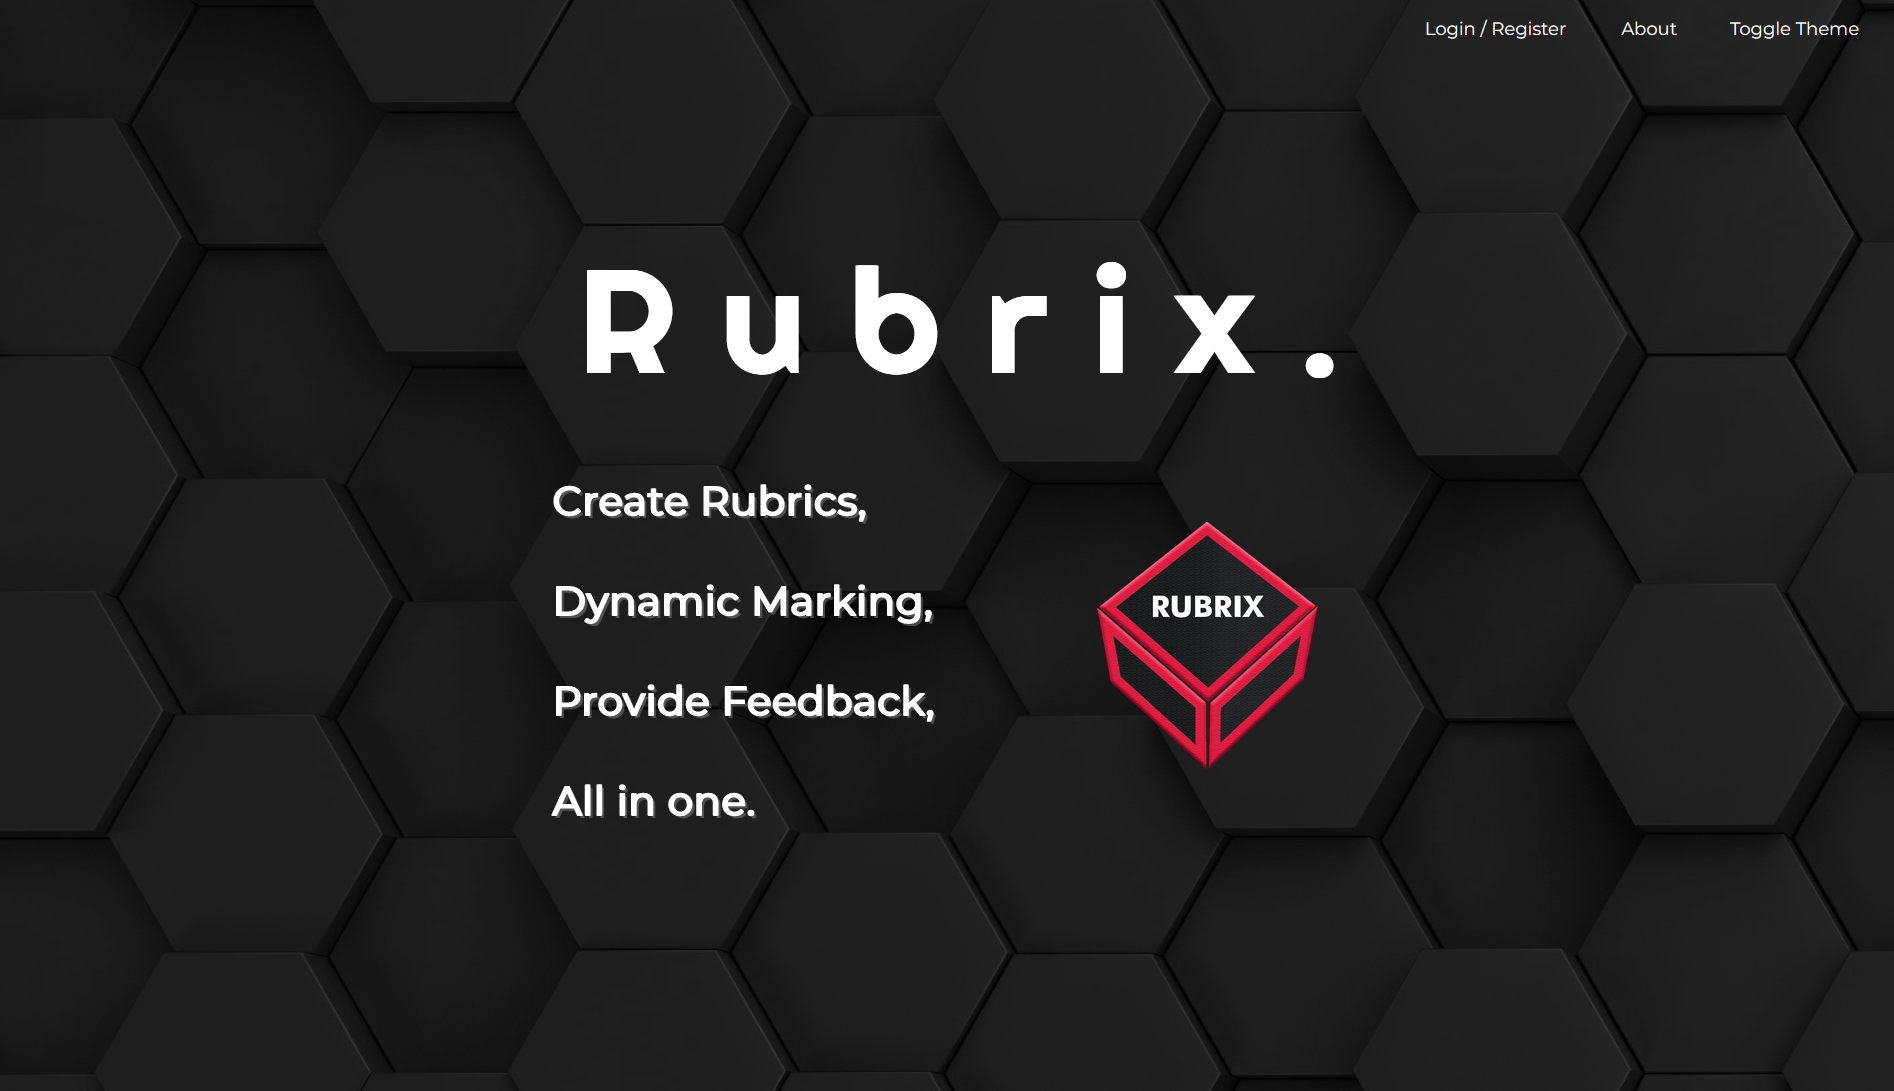 Login / Register About Toggle Theme
Rubrix.
Create Rubrics,
Dynamic Marking,
RUBRIX
Provide Feedback,
All in one.